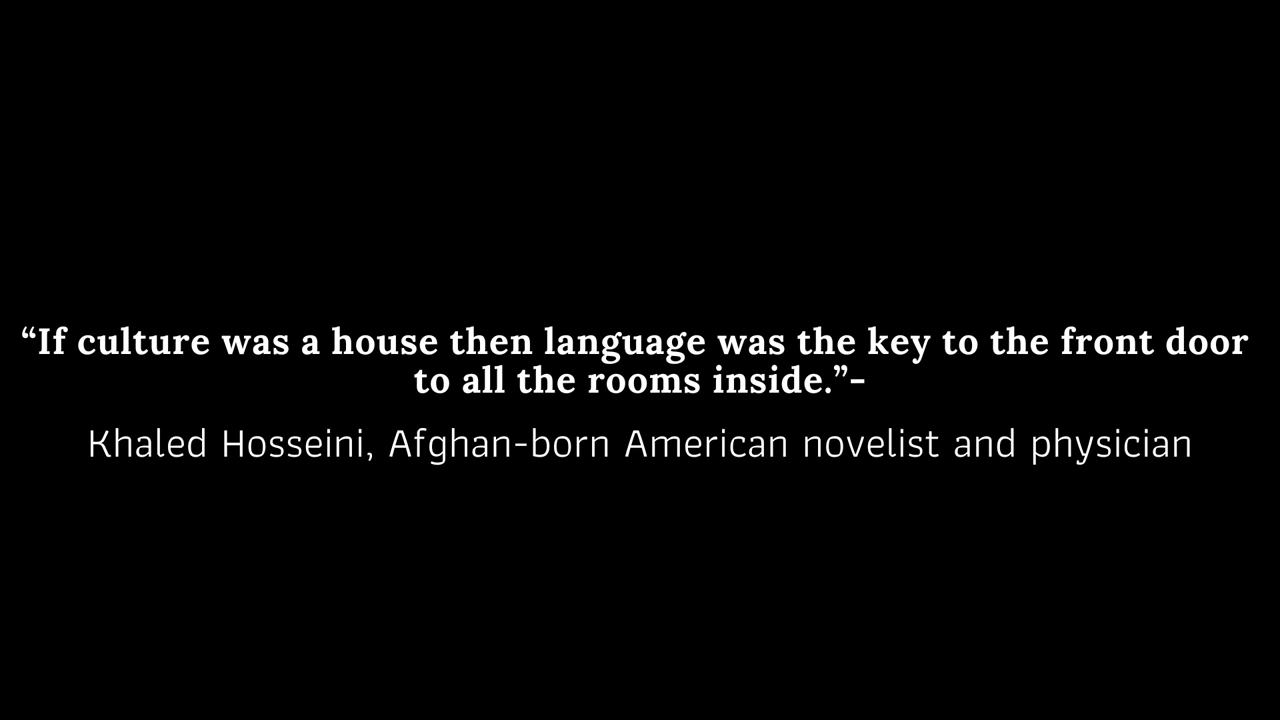 “If culture was a house then language was the key to the front door
to all the rooms inside.”-
Khaled Hosseini, Afghan-born American novelist and physician